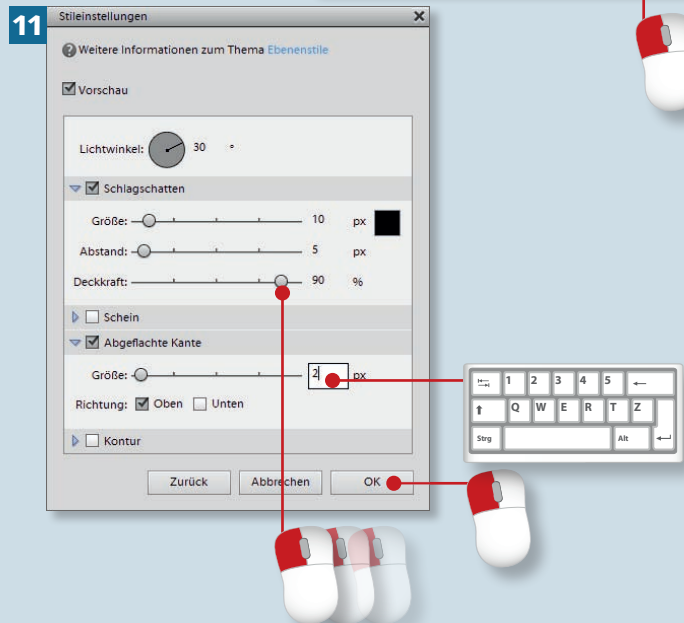 11
Stileinstellungen
Weitere Informationen zum Thema Ebenenstile
Vorschau
Lichtwinkel: 30 °
Schlagschatten
Größe: 10 px
Abstand: 5 px
Deckkraft: 90 %
Schein
Abgeflachte Kante
Größe: 2 px
Richtung: Oben Unten
Kontur
Zurück Abbrechen OK
1 2 3 4 5
Q W E R T Z
Strg Alt